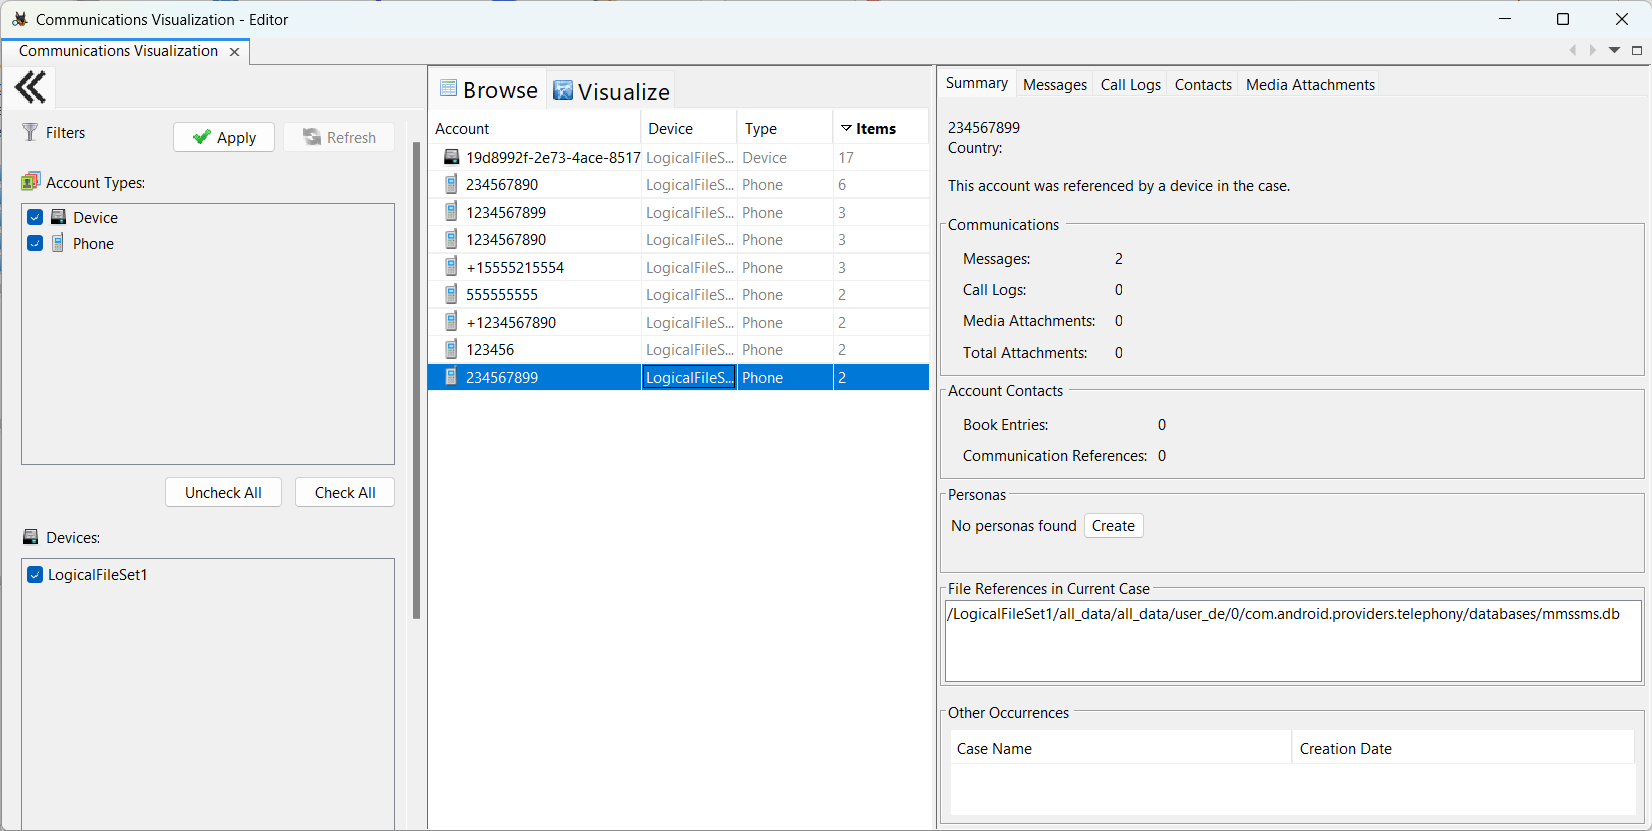 Communications Visualization - Editor
Communications Visualization
Filters
Apply
Refresh
Account Types:
Device
Phone
Uncheck All
Check All
Devices:
LogicalFileSet1
Browse
Visualize
Account Device Type Items
19d8992f-2e73-4ace-8517 LogicalFileS... Device 17
234567890 LogicalFileS... Phone 6
1234567899 LogicalFileS... Phone 3
1234567890 LogicalFileS... Phone 3
+15555215554 LogicalFileS... Phone 3
555555555 LogicalFileS... Phone 2
+1234567890 LogicalFileS... Phone 2
123456 LogicalFileS... Phone 2
234567899 LogicalFileS... Phone 2
Summary Messages Call Logs Contacts Media Attachments
234567899
Country:
This account was referenced by a device in the case.
Communications
Messages: 2
Call Logs: 0
Media Attachments: 0
Total Attachments: 0
Account Contacts
Book Entries: 0
Communication References: 0
Personas
No personas found Create
File References in Current Case
/LogicalFileSet1/all_data/all_data/user_de/0/com.android.providers.telephony/databases/mmssms.db
Other Occurrences
Case Name Creation Date